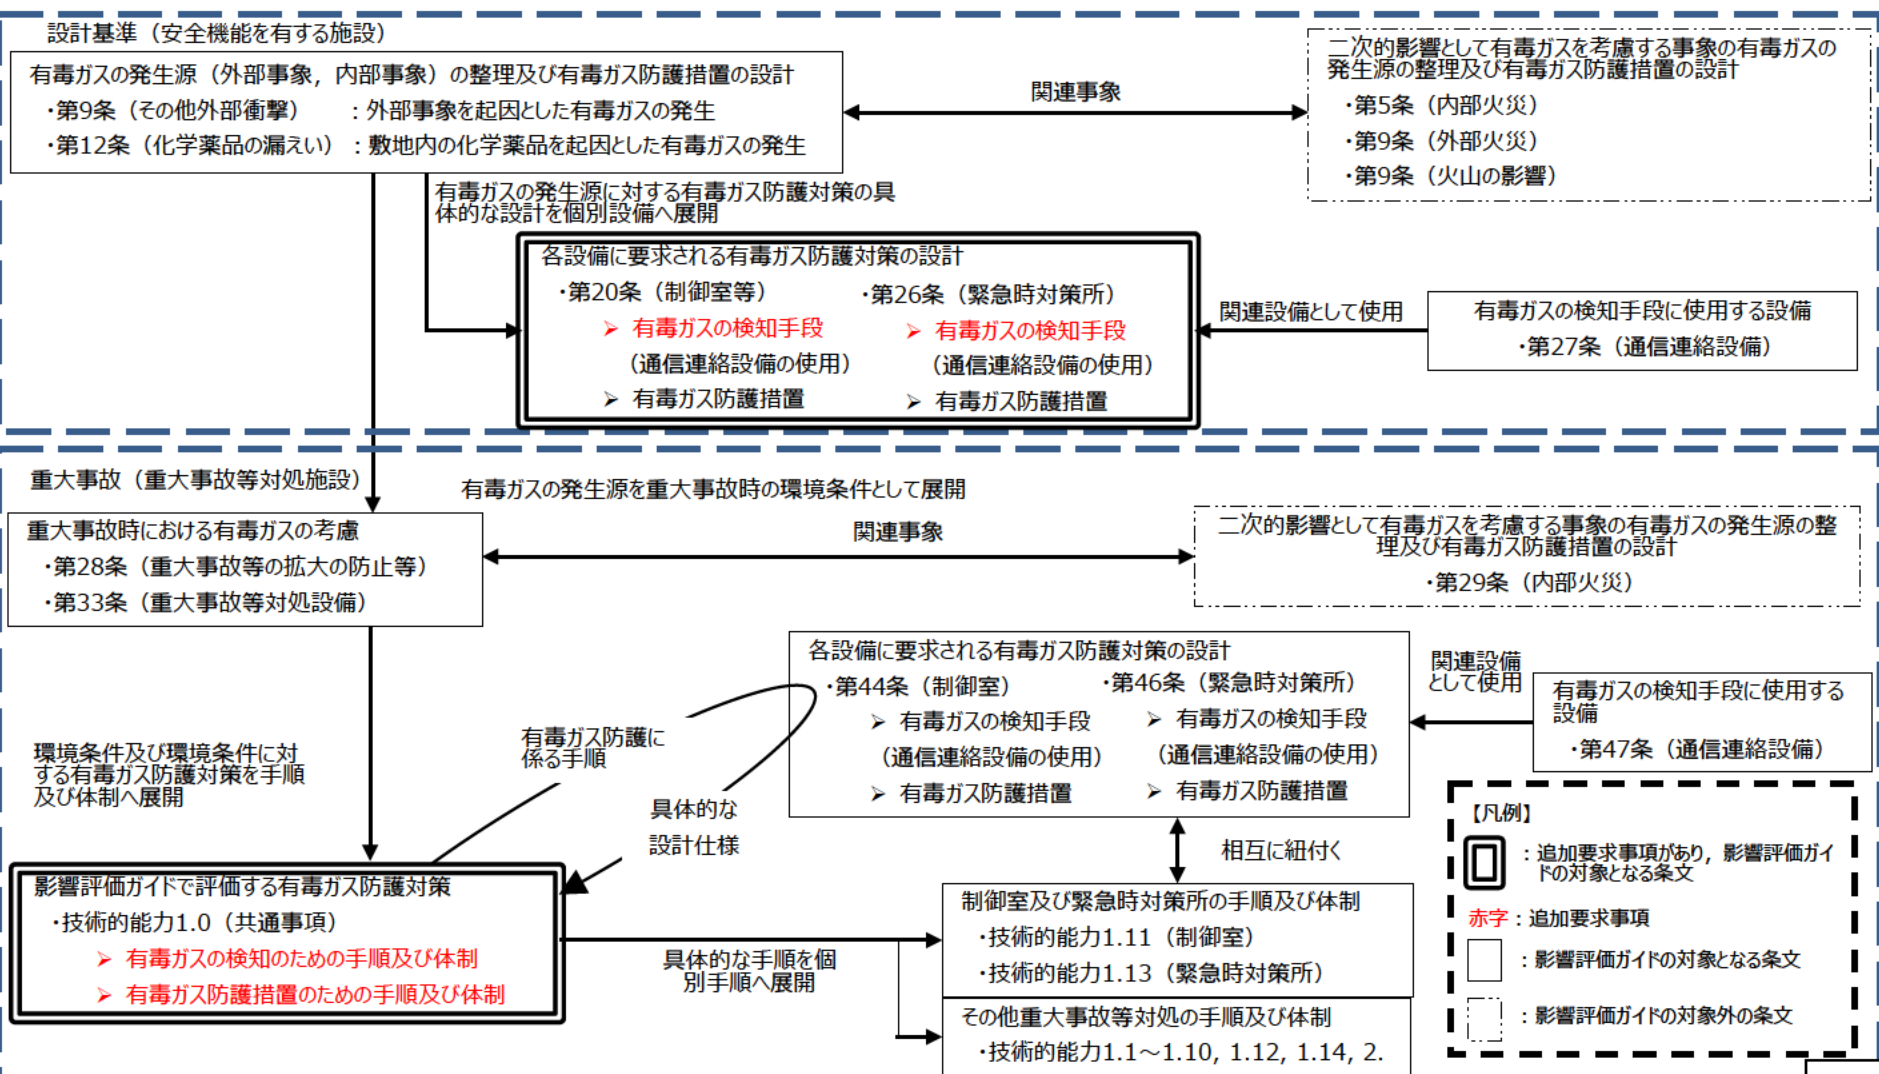 設計基準（安全機能を有する施設）
有毒ガスの発生源（外部事象，内部事象）の整理及び有毒ガス防護措置の設計
・第9条（その他外部衝撃）　　：外部事象を起因とした有毒ガスの発生
・第12条（化学薬品の漏えい）：敷地内の化学薬品を起因とした有毒ガスの発生
関連事象
二次的影響として有毒ガスを考慮する事象の有毒ガスの
発生源の整理及び有毒ガス防護措置の設計
・第5条（内部火災）
・第9条（外部火災）
・第9条（火山の影響）
有毒ガスの発生源に対する有毒ガス防護対策の具
体的な設計を個別設備へ展開
各設備に要求される有毒ガス防護対策の設計
・第20条（制御室等）
➢ 有毒ガスの検知手段
（通信連絡設備の使用）
➢ 有毒ガス防護措置
・第26条（緊急時対策所）
➢ 有毒ガスの検知手段
（通信連絡設備の使用）
➢ 有毒ガス防護措置
関連設備として使用
有毒ガスの検知手段に使用する設備
・第27条（通信連絡設備）
重大事故（重大事故等対処施設）
有毒ガスの発生源を重大事故時の環境条件として展開
重大事故時における有毒ガスの考慮
・第28条（重大事故等の拡大の防止等）
・第33条（重大事故等対処設備）
関連事象
二次的影響として有毒ガスを考慮する事象の有毒ガスの発生源の整
理及び有毒ガス防護措置の設計
・第29条（内部火災）
各設備に要求される有毒ガス防護対策の設計
・第44条（制御室）
➢ 有毒ガスの検知手段
（通信連絡設備の使用）
➢ 有毒ガス防護措置
・第46条（緊急時対策所）
➢ 有毒ガスの検知手段
（通信連絡設備の使用）
➢ 有毒ガス防護措置
関連設備
として使用
有毒ガスの検知手段に使用する
設備
・第47条（通信連絡設備）
環境条件及び環境条件に対
する有毒ガス防護対策を手順
及び体制へ展開
有毒ガス防護に
係る手順
具体的な
設計仕様
相互に紐付く
影響評価ガイドで評価する有毒ガス防護対策
・技術的能力1.0（共通事項）
➢ 有毒ガスの検知のための手順及び体制
➢ 有毒ガス防護措置のための手順及び体制
具体的な手順を個
別手順へ展開
制御室及び緊急時対策所の手順及び体制
・技術的能力1.11（制御室）
・技術的能力1.13（緊急時対策所）
その他重大事故等対処の手順及び体制
・技術的能力1.1～1.10, 1.12, 1.14, 2.
【凡例】
：追加要求事項があり，影響評価ガイ
ドの対象となる条文
赤字：追加要求事項
：影響評価ガイドの対象となる条文
：影響評価ガイドの対象外の条文